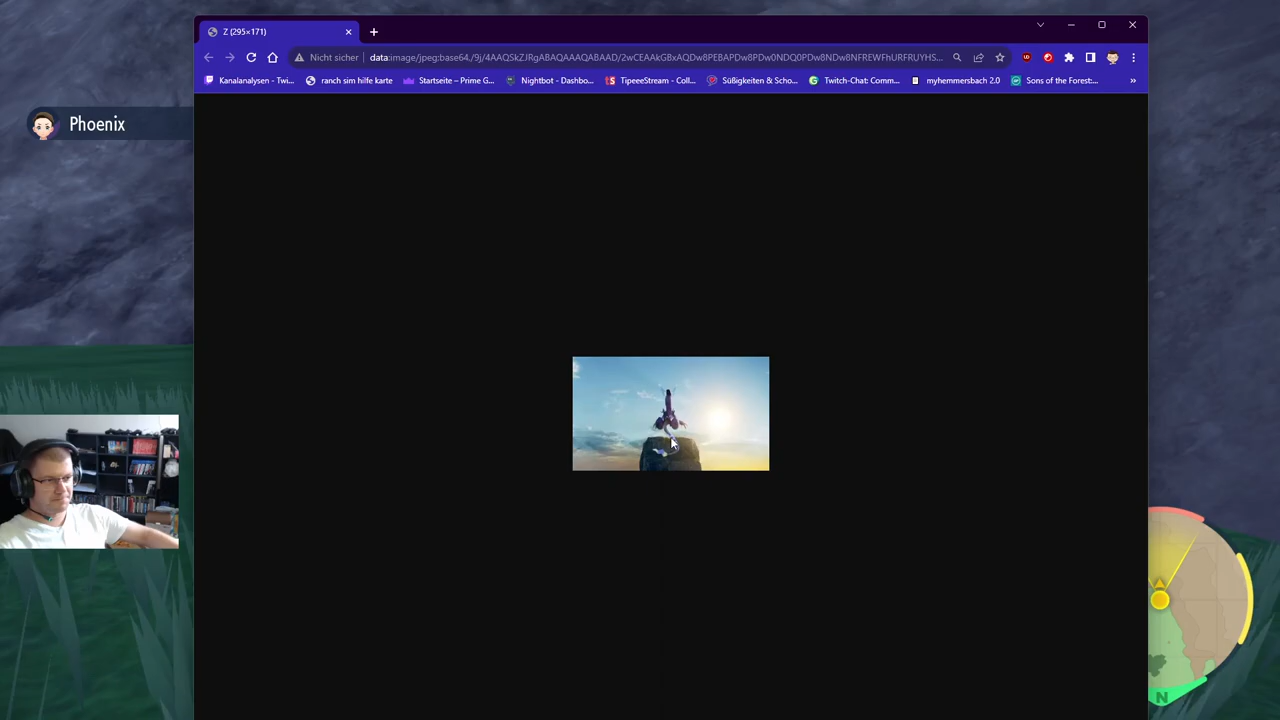 Z (295×171)
Nicht sicher
data:image/jpeg;base64,/9j/4AAQSkZJRgABAQAAAQABAAD/2wCEAAkGBxAQDw8PEBAPDw8PDw0NDQ0PDw8NDw8NFREWFhURFRUYHS...
Kanalanalysen - Twi...
ranch sim hilfe karte
Startseite – Prime G...
Nightbot - Dashbo...
TipeeeStream - Coll...
Süßigkeiten & Scho...
Twitch-Chat: Comm...
myhemmersbach 2.0
Sons of the Forest:...
»
Phoenix
N